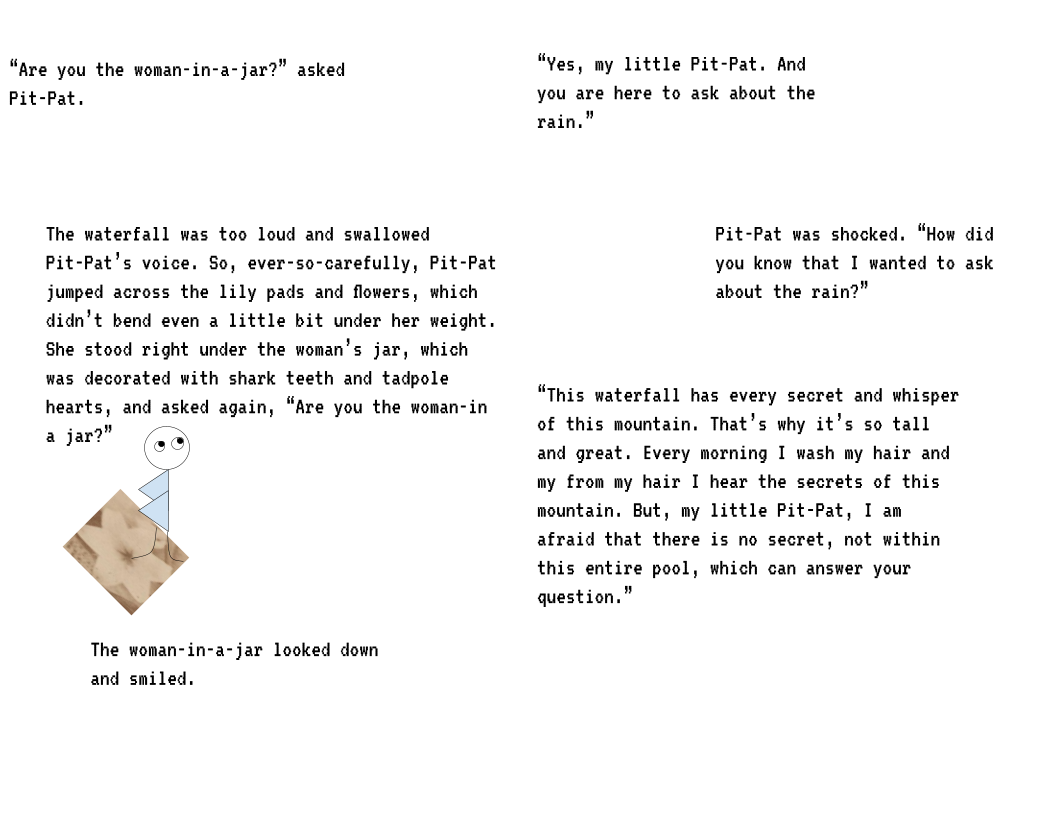 “Are you the woman-in-a-jar?” asked
Pit-Pat.
The waterfall was too loud and swallowed
Pit-Pat’s voice. So, ever-so-carefully, Pit-Pat
jumped across the lily pads and flowers, which
didn’t bend even a little bit under her weight.
She stood right under the woman’s jar, which
was decorated with shark teeth and tadpole
hearts, and asked again, “Are you the woman-in
a jar?”
The woman-in-a-jar looked down
and smiled.
“Yes, my little Pit-Pat. And
you are here to ask about the
rain.”
Pit-Pat was shocked. “How did
you know that I wanted to ask
about the rain?”
“This waterfall has every secret and whisper
of this mountain. That’s why it’s so tall
and great. Every morning I wash my hair and
my from my hair I hear the secrets of this
mountain. But, my little Pit-Pat, I am
afraid that there is no secret, not within
this entire pool, which can answer your
question.”